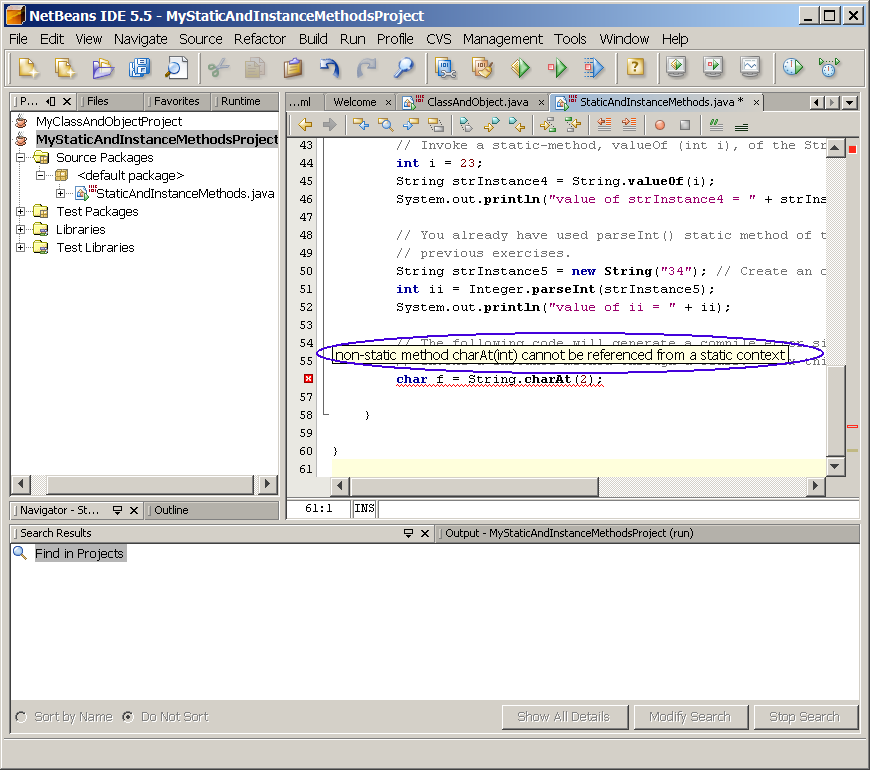 NetBeans IDE 5.5 - MyStaticAndInstanceMethodsProject
File Edit View Navigate Source Refactor Build Run Profile CVS Management Tools Window Help
P... Files Favorites Runtime
MyClassAndObjectProject
MyStaticAndInstanceMethodsProject
Source Packages
<default package>
StaticAndInstanceMethods.java
Test Packages
Libraries
Test Libraries
Navigator - St... Outline
...ml Welcome ClassAndObject.java StaticAndInstanceMethods.java *
43 // Invoke a static-method, valueOf (int i), of the Str
44 int i = 23;
45 String strInstance4 = String.valueOf(i);
46 System.out.println("value of strInstance4 = " + strIns
47
48 // You already have used parseInt() static method of t
49 // previous exercises.
50 String strInstance5 = new String("34"); // Create an o
51 int ii = Integer.parseInt(strInstance5);
52 System.out.println("value of ii = " + ii);
53
54 // The following code will generate a compile error si
non-static method charAt(int) cannot be referenced from a static context
55
char f = String.charAt(2);
57
58 }
59
60 }
61
61:1 INS
Search Results
Output - MyStaticAndInstanceMethodsProject (run)
Find in Projects
Sort by Name Do Not Sort Show All Details Modify Search Stop Search